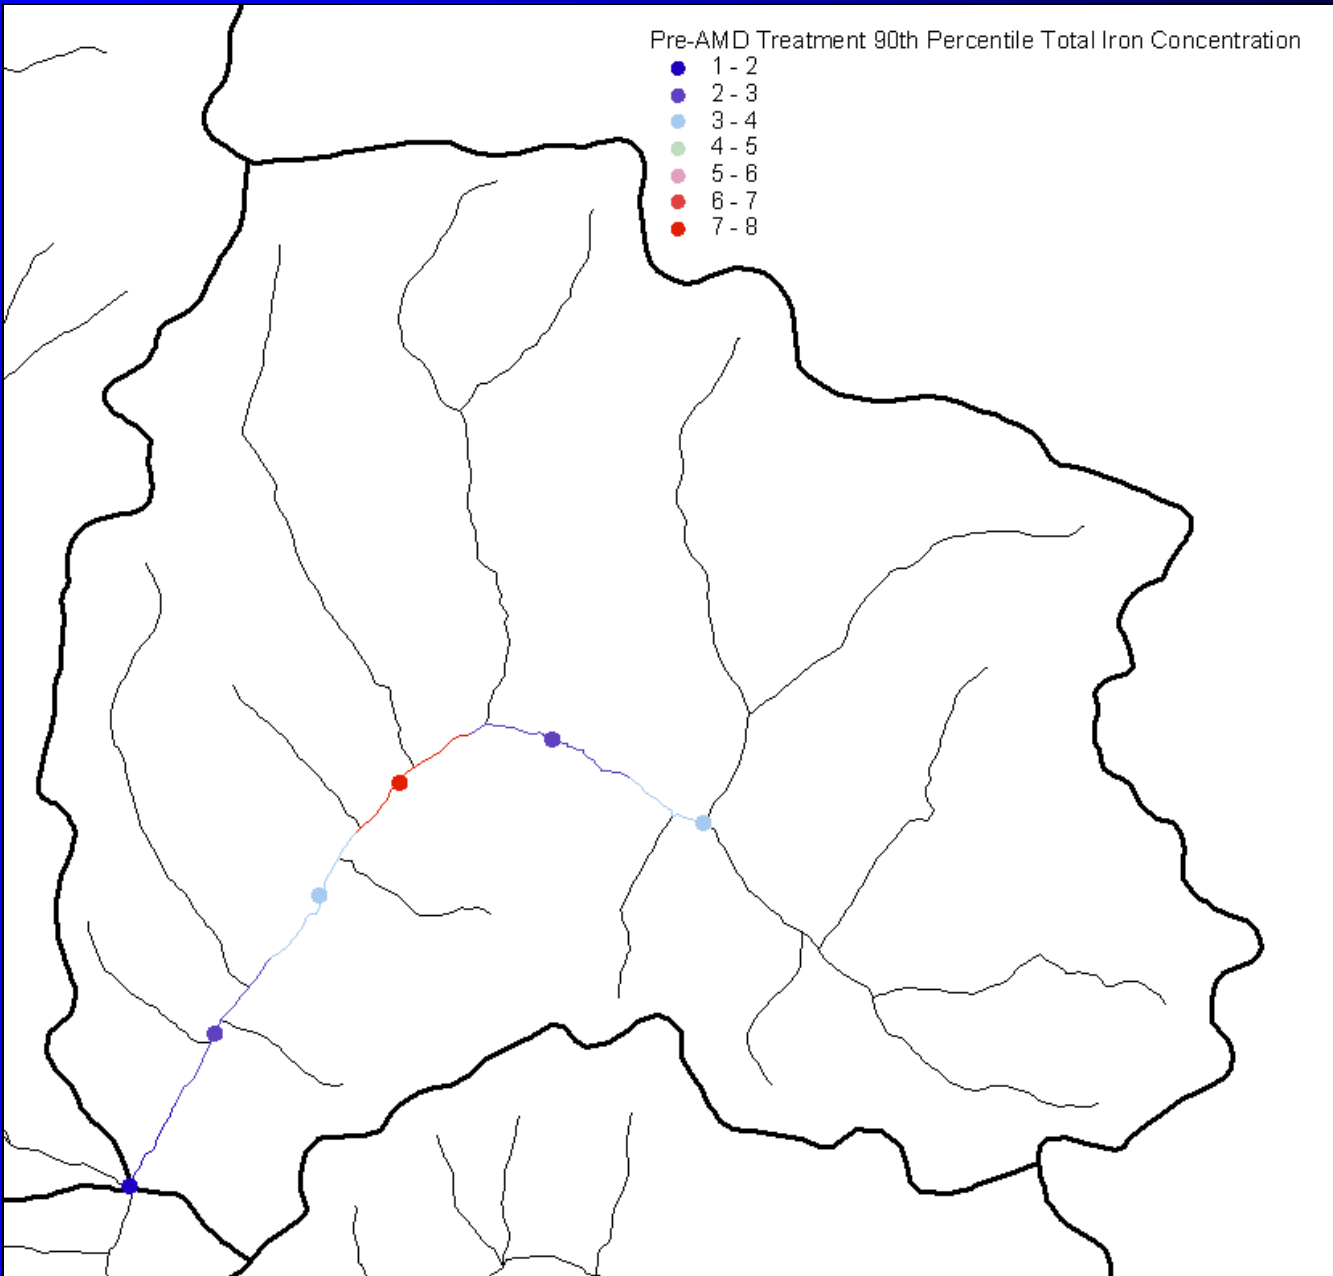 Pre-AMD Treatment 90th Percentile Total Iron Concentration
1 - 2
2 - 3
3 - 4
4 - 5
5 - 6
6 - 7
7 - 8